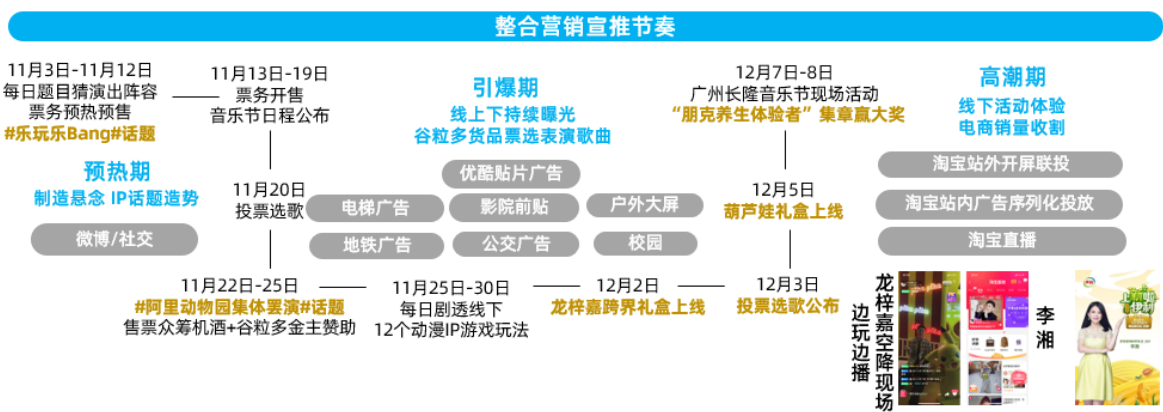 整合营销宣推节奏
11月3日-11月12日
每日题目猜演出阵容
票务预热预售
#乐玩乐Bang#话题
预热期
制造悬念 IP话题造势
微博/社交
11月13日-19日
票务开售
音乐节日程公布
11月20日
投票选歌
11月22日-25日
#阿里动物园集体罢演#话题
售票众筹机酒+谷粒多金主赞助
引爆期
线上下持续曝光
谷粒多货品票选表演歌曲
优酷贴片广告
电梯广告
影院前贴
户外大屏
地铁广告
公交广告
校园
11月25日-30日
每日剧透线下
12个动漫IP游戏玩法
12月2日
龙梓嘉跨界礼盒上线
12月3日
投票选歌公布
12月5日
葫芦娃礼盒上线
12月7日-8日
广州长隆音乐节现场活动
“朋克养生体验者”集章赢大奖
高潮期
线下活动体验
电商销量收割
淘宝站外开屏联投
淘宝站内广告序列化投放
淘宝直播
龙梓嘉空降现场
边玩边播
李湘